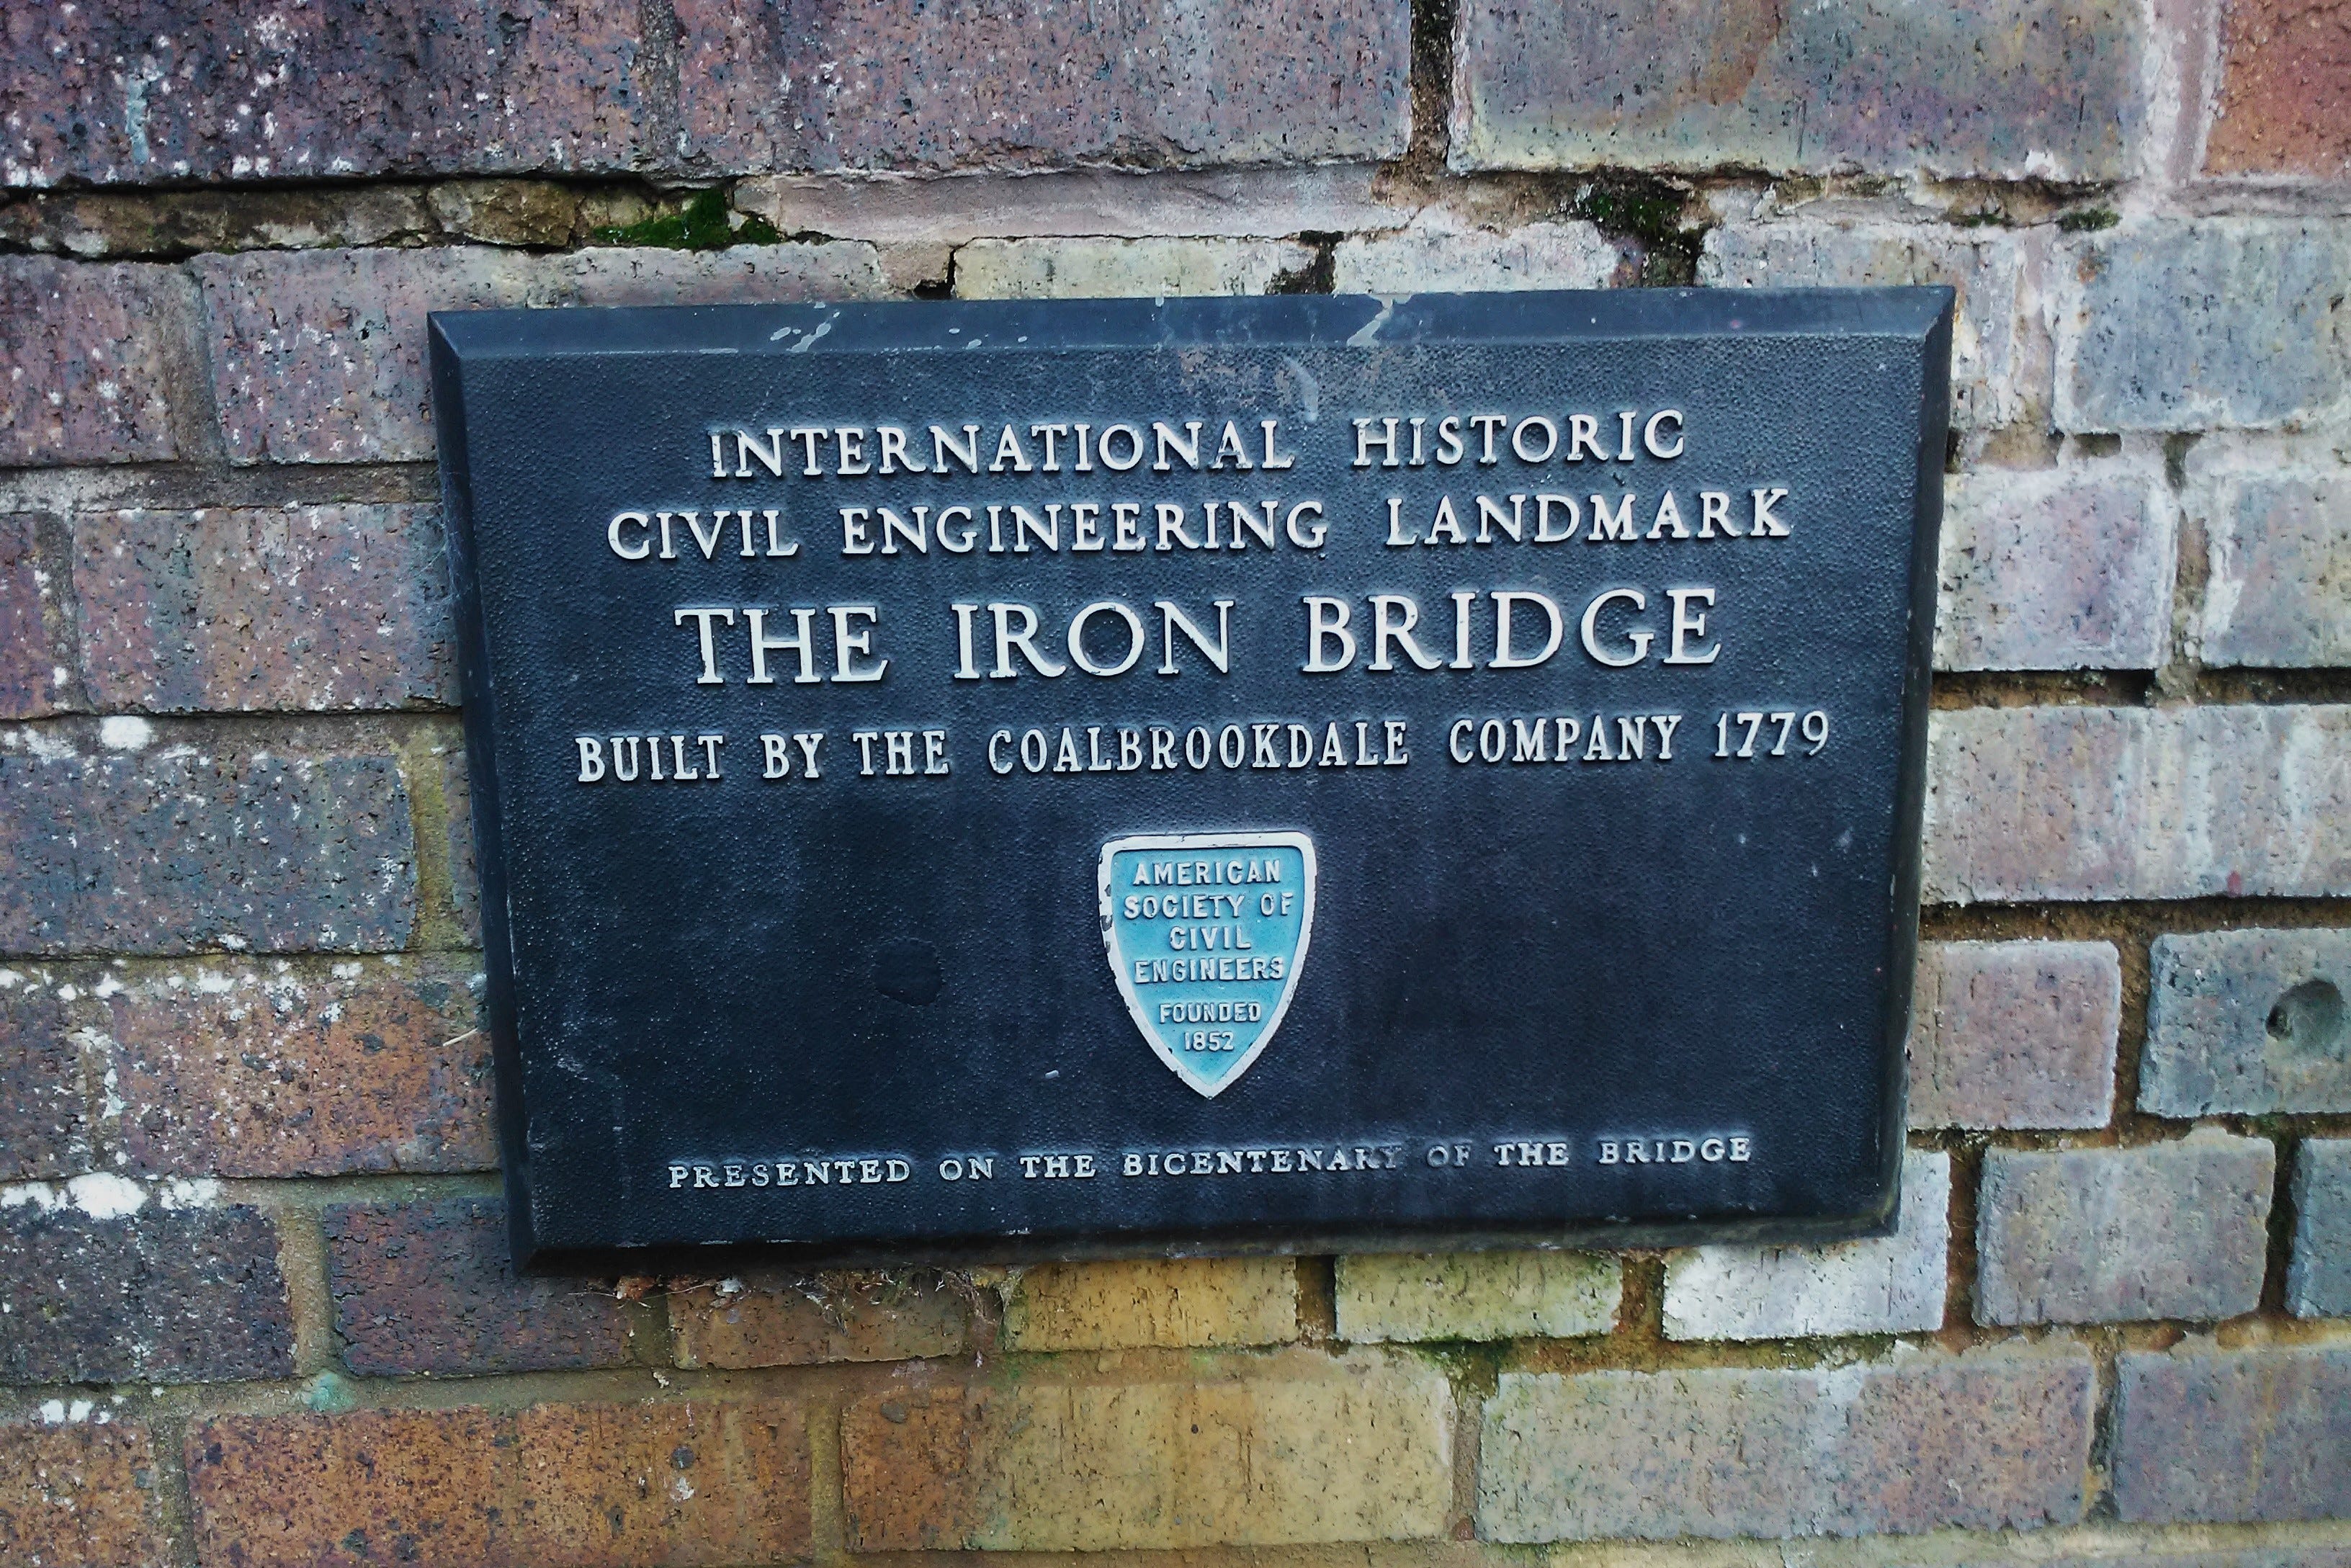 INTERNATIONAL HISTORIC
CIVIL ENGINEERING LANDMARK
THE IRON BRIDGE
BUILT BY THE COALBROOKDALE COMPANY 1779
AMERICAN
SOCIETY OF
CIVIL
ENGINEERS
FOUNDED
1852
PRESENTED ON THE BICENTENARY OF THE BRIDGE